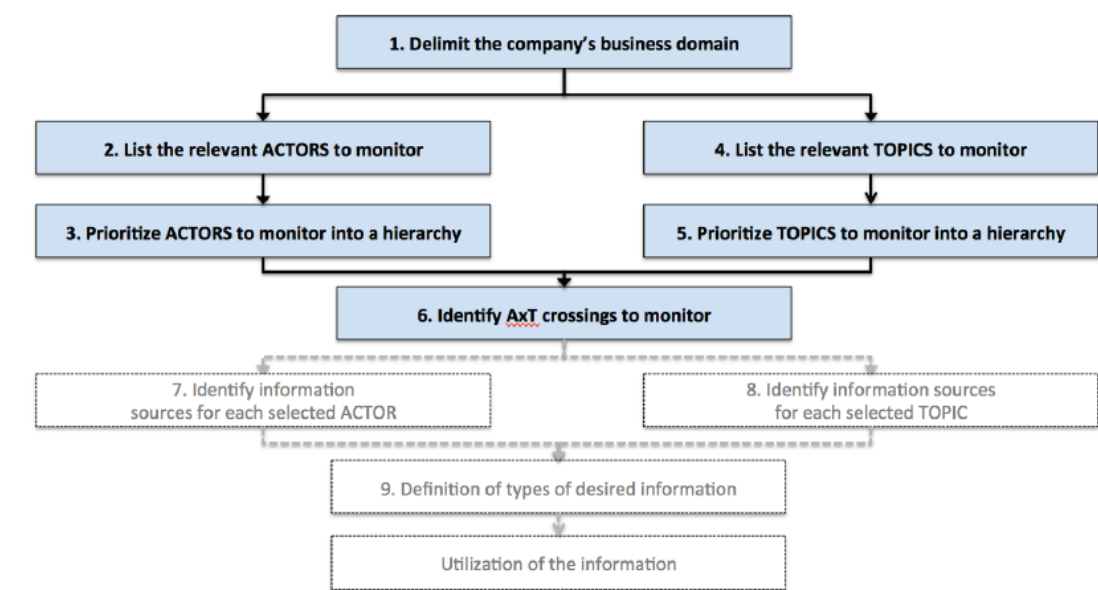 1. Delimit the company's business domain
2. List the relevant ACTORS to monitor
4. List the relevant TOPICS to monitor
3. Prioritize ACTORS to monitor into a hierarchy
5. Prioritize TOPICS to monitor into a hierarchy
6. Identify AxT crossings to monitor
7. Identify information
sources for each selected ACTOR
8. Identify information sources
for each selected TOPIC
9. Definition of types of desired information
Utilization of the information